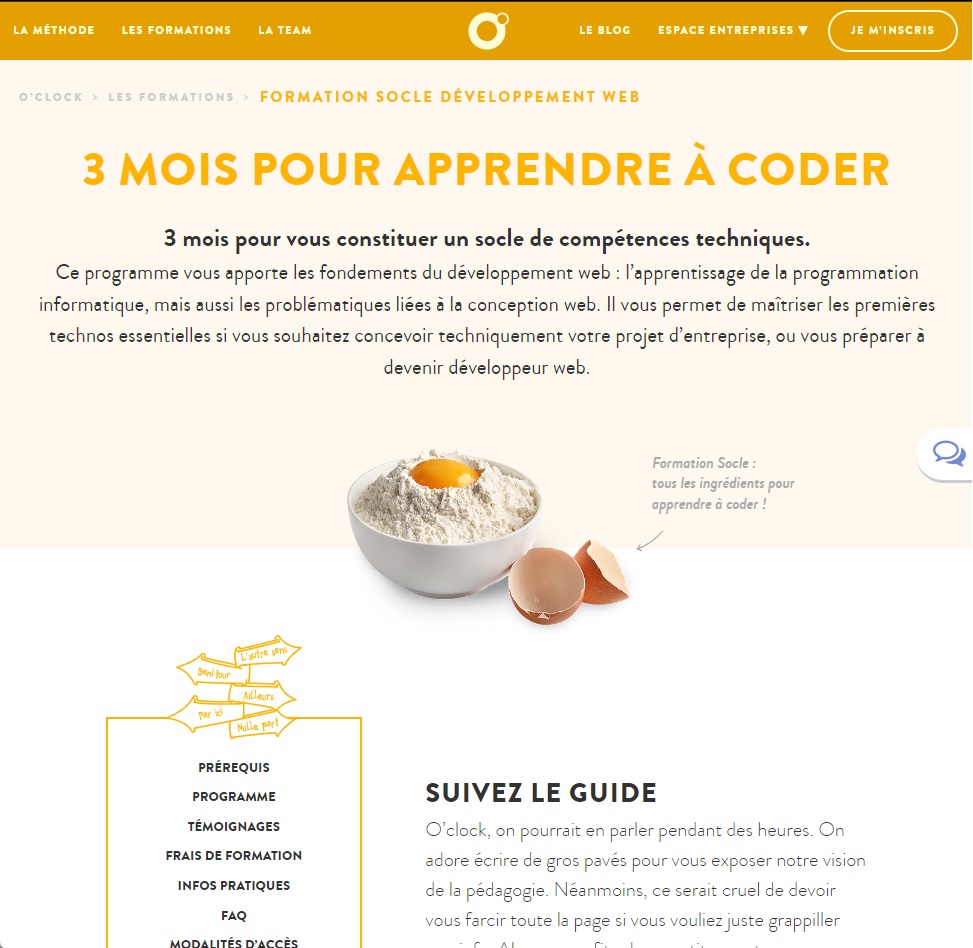 LA MÉTHODE LES FORMATIONS LA TEAM LE BLOG ESPACE ENTREPRISES ▼ JE M'INSCRIS
O'CLOCK > LES FORMATIONS > FORMATION SOCLE DÉVELOPPEMENT WEB
3 MOIS POUR APPRENDRE À CODER
3 mois pour vous constituer un socle de compétences techniques.
Ce programme vous apporte les fondements du développement web : l'apprentissage de la programmation
informatique, mais aussi les problématiques liées à la conception web. Il vous permet de maîtriser les premières
technos essentielles si vous souhaitez concevoir techniquement votre projet d'entreprise, ou vous préparer à
devenir développeur web.
Formation Socle :
tous les ingrédients pour
apprendre à coder !
L'autre sens
Demi-tour
Ailleurs
par ici
Nulle part
PRÉREQUIS
PROGRAMME
TÉMOIGNAGES
FRAIS DE FORMATION
INFOS PRATIQUES
FAQ
MODALITÉS D'ACCÈS
SUIVEZ LE GUIDE
O'clock, on pourrait en parler pendant des heures. On
adore écrire de gros pavés pour vous exposer notre vision
de la pédagogie. Néanmoins, ce serait cruel de devoir
vous farcir toute la page si vous vouliez juste grappiller